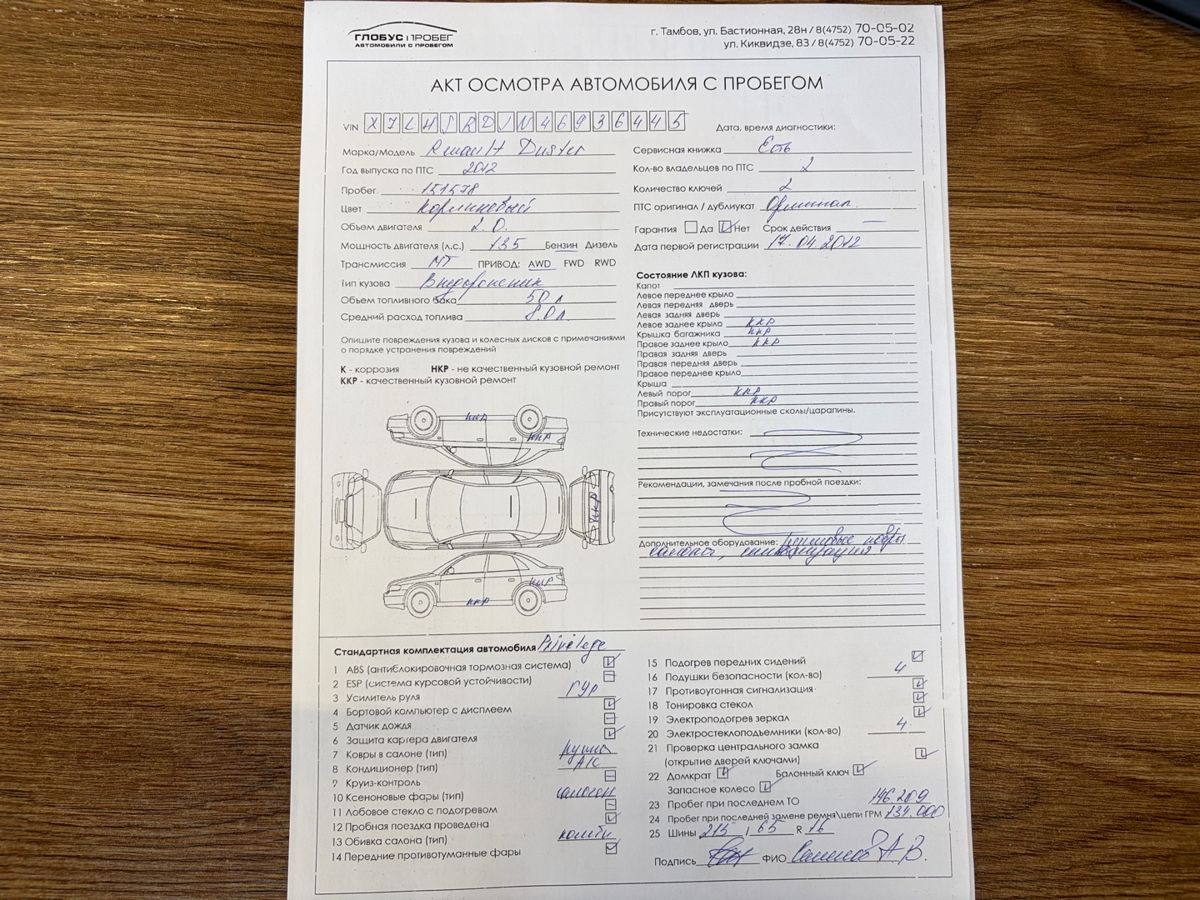 ГЛОБУС | ПРОБЕГ
АВТОМОБИЛИ С ПРОБЕГОМ
г. Тамбов, ул. Бастионная, 28н / 8(4752) 70-05-02
ул. Киквидзе, 83 / 8(4752) 70-05-22
АКТ ОСМОТРА АВТОМОБИЛЯ С ПРОБЕГОМ
VIN X7LHSRDJN46936445
Марка/Модель Renault Duster
Год выпуска по ПТС 2012
Пробег 151578
Цвет Коричневый
Объем двигателя 2.0.
Мощность двигателя (л.с.) 135 Бензин Дизель
Трансмиссия МТ ПРИВОД: AWD FWD RWD
Тип кузова Внедорожник
Объем топливного бака 50 л
Средний расход топлива 8.0 л.
Опишите повреждения кузова и колесных дисков с примечаниями
о порядке устранения повреждений
К - коррозия НКР - не качественный кузовной ремонт
ККР - качественный кузовной ремонт
ккр
ккр
ккр
ккр
ккр
Дата, время диагностики:
Сервисная книжка Есть
Кол-во владельцев по ПТС 2
Количество ключей 2
ПТС оригинал / дубликат Оригинал
Гарантия Да Нет Срок действия —
Дата первой регистрации 17.04.2012
Состояние ЛКП кузова:
Капот
Левое переднее крыло
Левая передняя дверь
Левая задняя дверь
Левое заднее крыло ккр
Крышка багажника ккр
Правое заднее крыло ккр
Правая задняя дверь
Правая передняя дверь
Правое переднее крыло
Крыша
Левый порог ккр
Правый порог ккр
Присутствуют эксплуатационные сколы/царапины.
Технические недостатки:
Рекомендации, замечания после пробной поездки:
Дополнительное оборудование:
сигнализация
Стандартная комплектация автомобиля Privilege
1 ABS (антиблокировочная тормозная система)
2 ESP (система курсовой устойчивости)
3 Усилитель руля ГУР
4 Бортовой компьютер с дисплеем
5 Датчик дождя
6 Защита картера двигателя
7 Ковры в салоне (тип)
8 Кондиционер (тип) A/C
9 Круиз-контроль
10 Ксеноновые фары (тип)
11 Лобовое стекло с подогревом
12 Пробная поездка проведена
13 Обивка салона (тип) комби
14 Передние противотуманные фары
15 Подогрев передних сидений
16 Подушки безопасности (кол-во) 4
17 Противоугонная сигнализация
18 Тонировка стекол
19 Электроподогрев зеркал
20 Электростеклоподъемники (кол-во) 4
21 Проверка центрального замка
(открытие дверей ключами)
22 Домкрат Балонный ключ
Запасное колесо
23 Пробег при последнем ТО 146 209
24 Пробег при последней замене ремня\цепи ГРМ 134.000
25 Шины 215 / 65 R 16
Подпись ФИО А В.